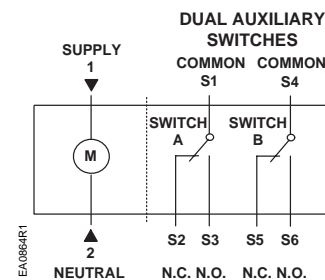 DUAL AUXILIARY
SWITCHES
SUPPLY
1
COMMON COMMON
S1 S4
SWITCH
A
SWITCH
B
M
2
NEUTRAL
S2 S3 S5 S6
N.C. N.O. N.C. N.O.
EA0864R1